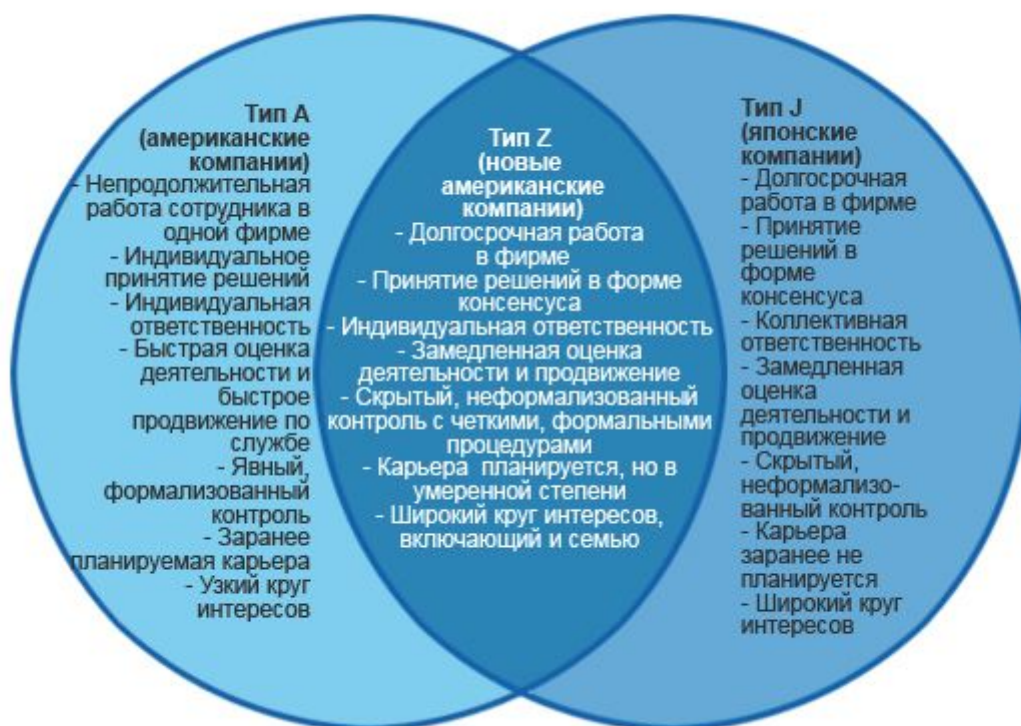 Тип А
(американские
компании)
- Непродолжительная
работа сотрудника в
одной фирме
- Индивидуальное
принятие решений
- Индивидуальная
ответственность
- Быстрая оценка
деятельности и
быстрое
продвижение по
службе
- Явный,
формализованный
контроль
- Заранее
планируемая карьера
- Узкий круг
интересов
Тип Z
(новые
американские
компании)
- Долгосрочная работа
в фирме
- Принятие решений в форме
консенсуса
- Индивидуальная ответственность
- Замедленная оценка
деятельности и продвижение
- Скрытый, неформализованный
контроль с четкими, формальными
процедурами
- Карьера планируется, но в
умеренной степени
- Широкий круг интересов,
включающий и семью
Тип J
(японские
компании)
- Долгосрочная
работа в фирме
- Принятие
решений в
форме
консенсуса
- Коллективная
ответственность
- Замедленная
оценка
деятельности и
продвижение
- Скрытый,
неформализо-
ванный контроль
- Карьера
заранее не
планируется
- Широкий круг
интересов